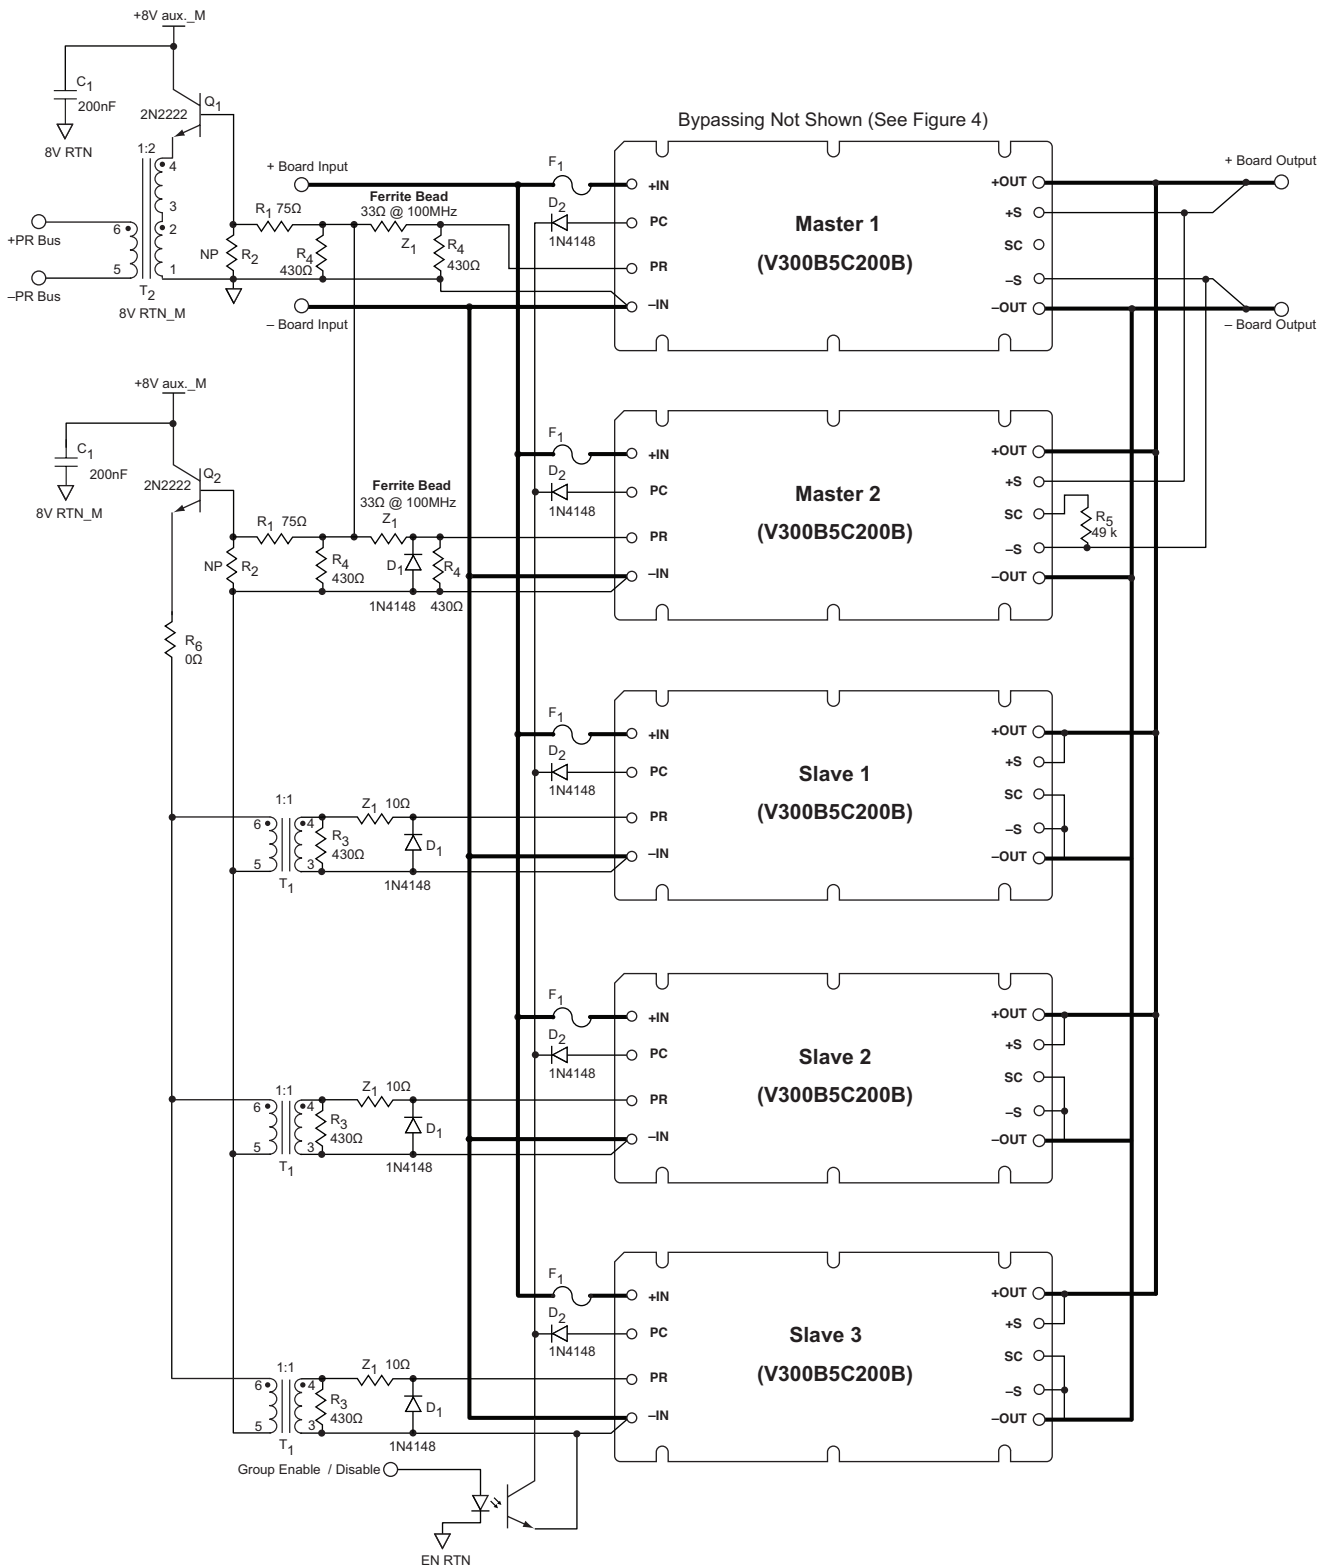 +8V aux._M
C1
200nF
8V RTN
2N2222
Q1
1:2
4
3
6
2
5
1
T2
8V RTN_M
+PR Bus
–PR Bus
NP
R2
R1 75Ω
R4
430Ω
Ferrite Bead
33Ω @ 100MHz
Z1
R4
430Ω
+ Board Input
– Board Input
Bypassing Not Shown (See Figure 4)
F1
D2
1N4148
+IN
PC
PR
–IN
Master 1
(V300B5C200B)
+OUT
+S
SC
–S
–OUT
+ Board Output
– Board Output
+8V aux._M
C1
200nF
8V RTN_M
2N2222
Q2
NP
R2
R1 75Ω
R4
430Ω
Ferrite Bead
33Ω @ 100MHz
Z1
D1
1N4148
R4
430Ω
R6
0Ω
F1
D2
1N4148
+IN
PC
PR
–IN
Master 2
(V300B5C200B)
+OUT
+S
SC
–S
–OUT
R5
49 k
1:1
6
4
5
3
T1
R3
430Ω
Z1 10Ω
D1
1N4148
F1
D2
1N4148
+IN
PC
PR
–IN
Slave 1
(V300B5C200B)
+OUT
+S
SC
–S
–OUT
1:1
6
4
5
3
T1
R3
430Ω
Z1 10Ω
D1
1N4148
F1
D2
1N4148
+IN
PC
PR
–IN
Slave 2
(V300B5C200B)
+OUT
+S
SC
–S
–OUT
1:1
6
4
5
3
T1
R3
430Ω
Z1 10Ω
D1
1N4148
F1
D2
1N4148
+IN
PC
PR
–IN
Slave 3
(V300B5C200B)
+OUT
+S
SC
–S
–OUT
Group Enable / Disable
EN RTN